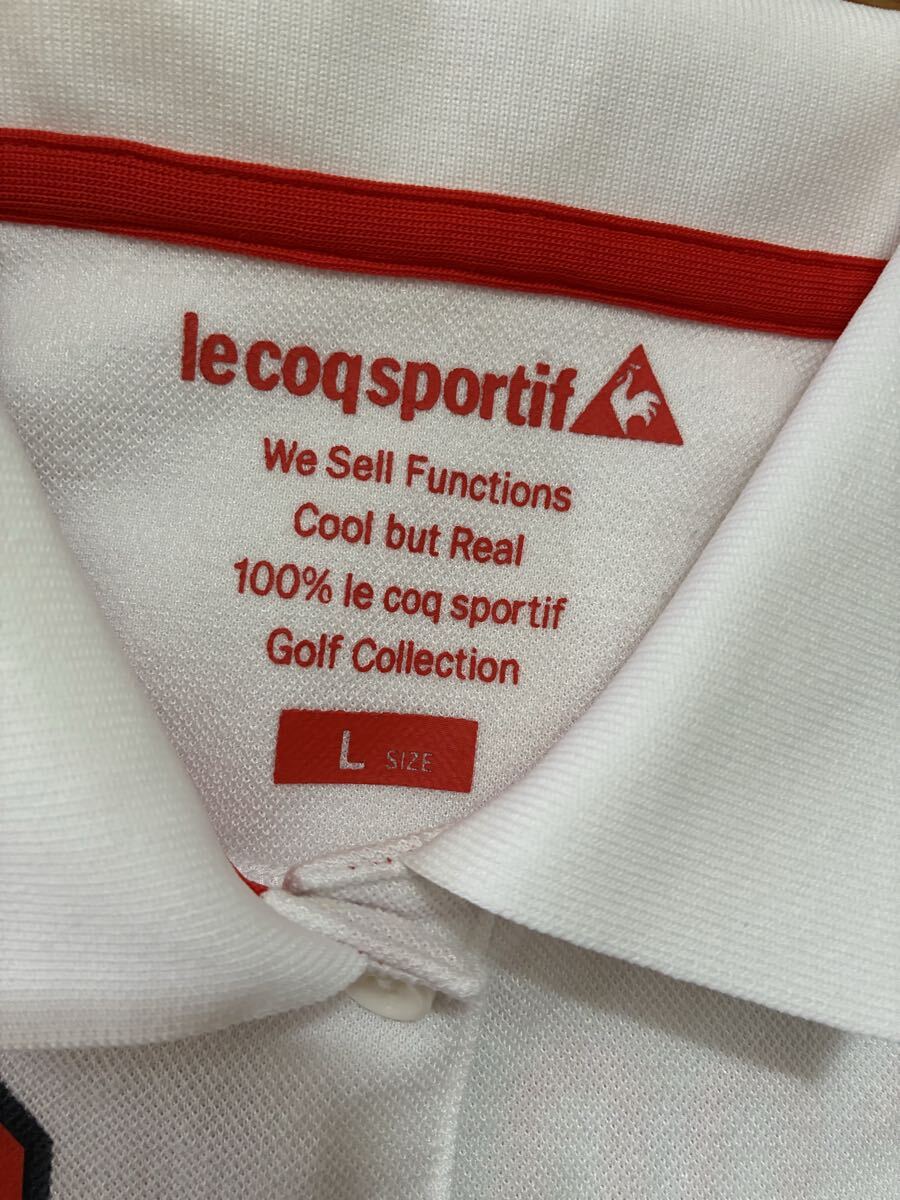 le coq sportif
We Sell Functions
Cool but Real
100% le coq sportif
Golf Collection
L SIZE